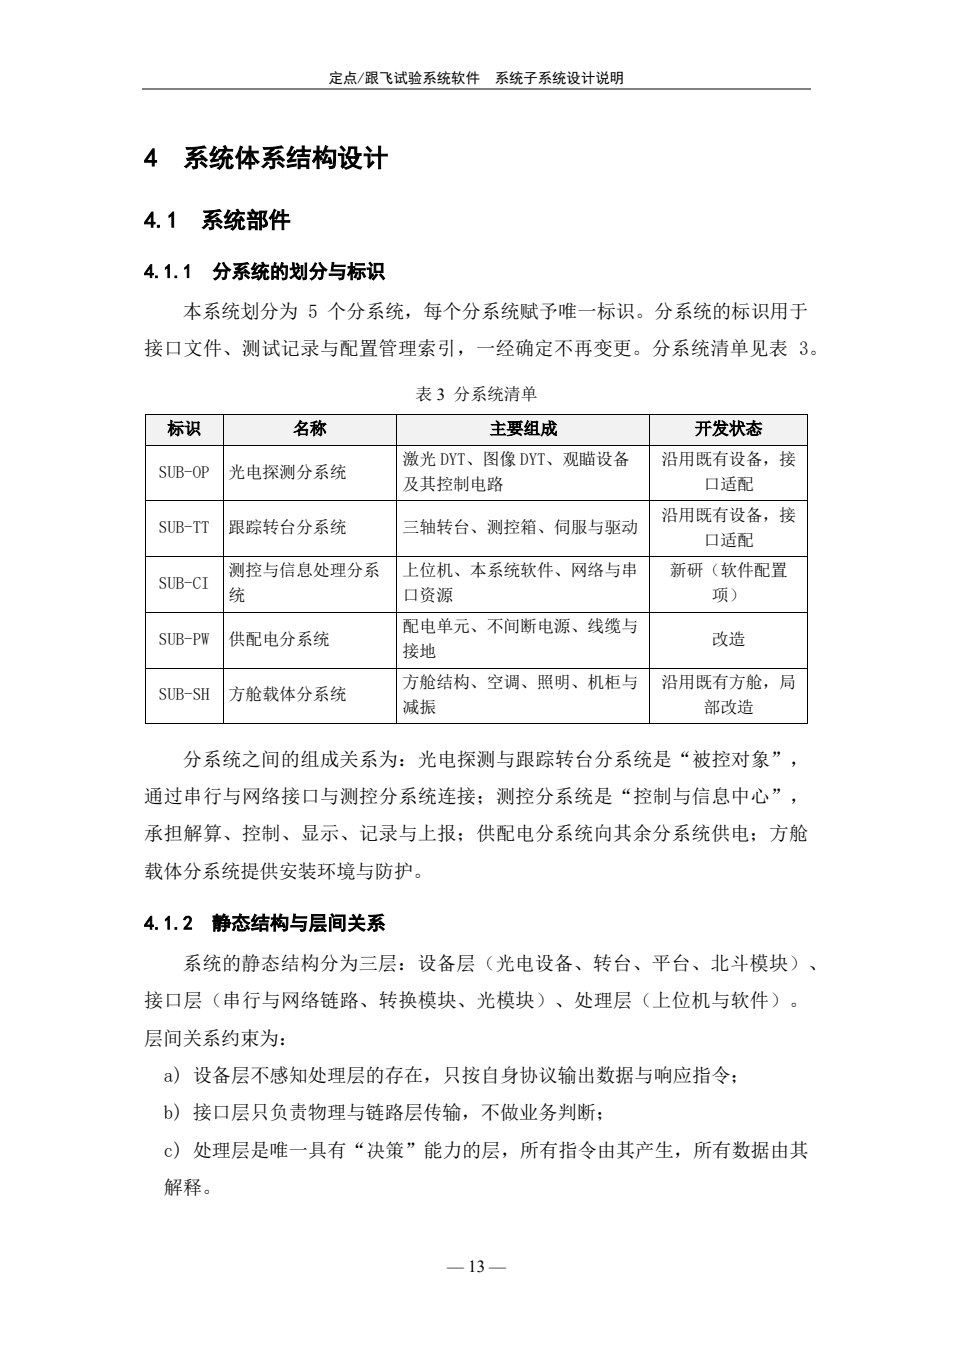 定点/跟飞试验系统软件 系统子系统设计说明
4 系统体系结构设计
4.1 系统部件
4.1.1 分系统的划分与标识
本系统划分为 5 个分系统，每个分系统赋予唯一标识。分系统的标识用于
接口文件、测试记录与配置管理索引，一经确定不再变更。分系统清单见表 3。
表 3 分系统清单
标识 名称 主要组成 开发状态
SUB-OP 光电探测分系统 激光 DYT、图像 DYT、观瞄设备
及其控制电路 沿用既有设备，接
口适配
SUB-TT 跟踪转台分系统 三轴转台、测控箱、伺服与驱动 沿用既有设备，接
口适配
SUB-CI 测控与信息处理分系
统 上位机、本系统软件、网络与串
口资源 新研（软件配置
项）
SUB-PW 供配电分系统 配电单元、不间断电源、线缆与
接地 改造
SUB-SH 方舱载体分系统 方舱结构、空调、照明、机柜与
减振 沿用既有方舱，局
部改造
分系统之间的组成关系为：光电探测与跟踪转台分系统是“被控对象”，
通过串行与网络接口与测控分系统连接；测控分系统是“控制与信息中心”，
承担解算、控制、显示、记录与上报；供配电分系统向其余分系统供电；方舱
载体分系统提供安装环境与防护。
4.1.2 静态结构与层间关系
系统的静态结构分为三层：设备层（光电设备、转台、平台、北斗模块）、
接口层（串行与网络链路、转换模块、光模块）、处理层（上位机与软件）。
层间关系约束为：
a) 设备层不感知处理层的存在，只按自身协议输出数据与响应指令；
b) 接口层只负责物理与链路层传输，不做业务判断；
c) 处理层是唯一具有“决策”能力的层，所有指令由其产生，所有数据由其
解释。
— 13 —